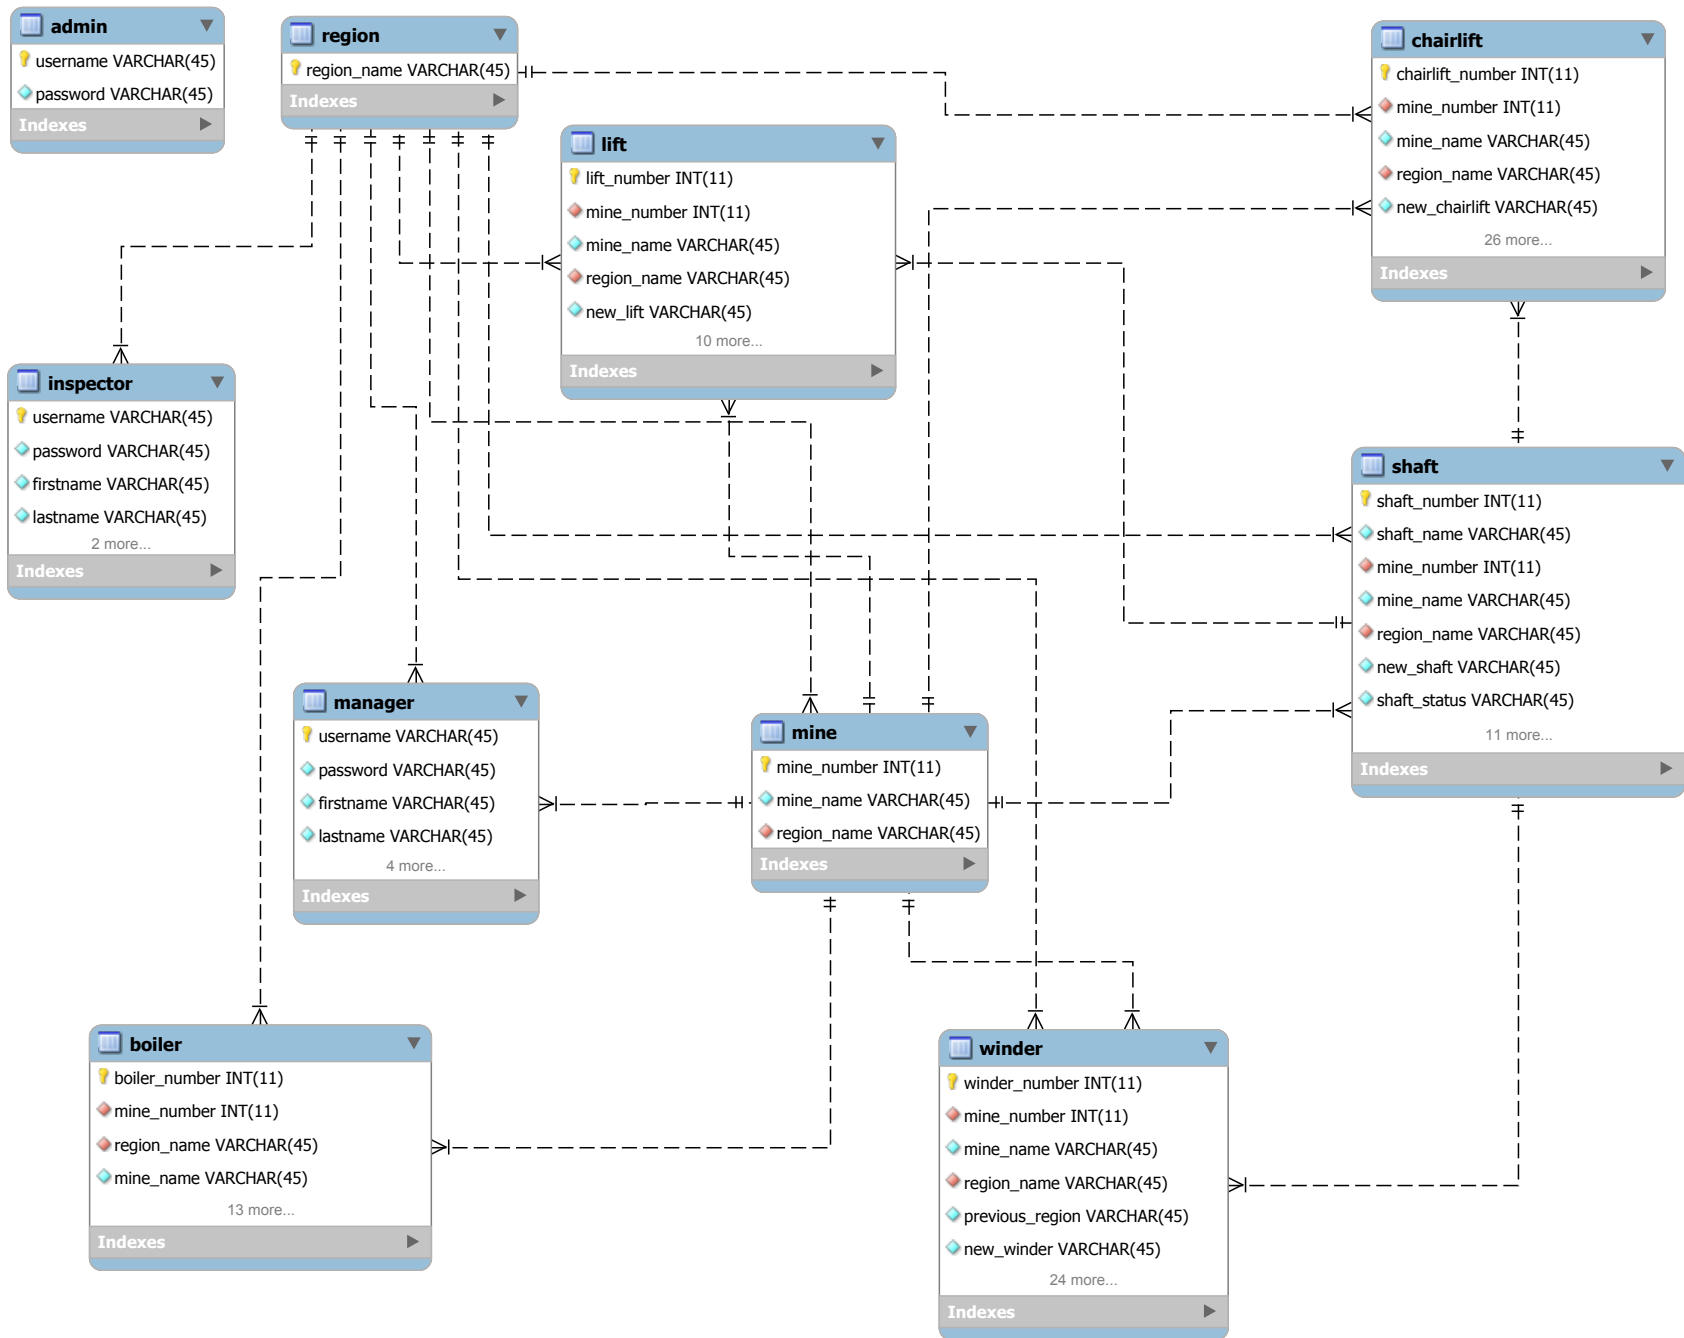 admin
username VARCHAR(45)
password VARCHAR(45)
Indexes
region
region_name VARCHAR(45)
Indexes
chairlift
chairlift_number INT(11)
mine_number INT(11)
mine_name VARCHAR(45)
region_name VARCHAR(45)
new_chairlift VARCHAR(45)
26 more...
Indexes
lift
lift_number INT(11)
mine_number INT(11)
mine_name VARCHAR(45)
region_name VARCHAR(45)
new_lift VARCHAR(45)
10 more...
Indexes
inspector
username VARCHAR(45)
password VARCHAR(45)
firstname VARCHAR(45)
lastname VARCHAR(45)
2 more...
Indexes
shaft
shaft_number INT(11)
shaft_name VARCHAR(45)
mine_number INT(11)
mine_name VARCHAR(45)
region_name VARCHAR(45)
new_shaft VARCHAR(45)
shaft_status VARCHAR(45)
11 more...
Indexes
manager
username VARCHAR(45)
password VARCHAR(45)
firstname VARCHAR(45)
lastname VARCHAR(45)
4 more...
Indexes
mine
mine_number INT(11)
mine_name VARCHAR(45)
region_name VARCHAR(45)
Indexes
boiler
boiler_number INT(11)
mine_number INT(11)
region_name VARCHAR(45)
mine_name VARCHAR(45)
13 more...
Indexes
winder
winder_number INT(11)
mine_number INT(11)
mine_name VARCHAR(45)
region_name VARCHAR(45)
previous_region VARCHAR(45)
new_winder VARCHAR(45)
24 more...
Indexes